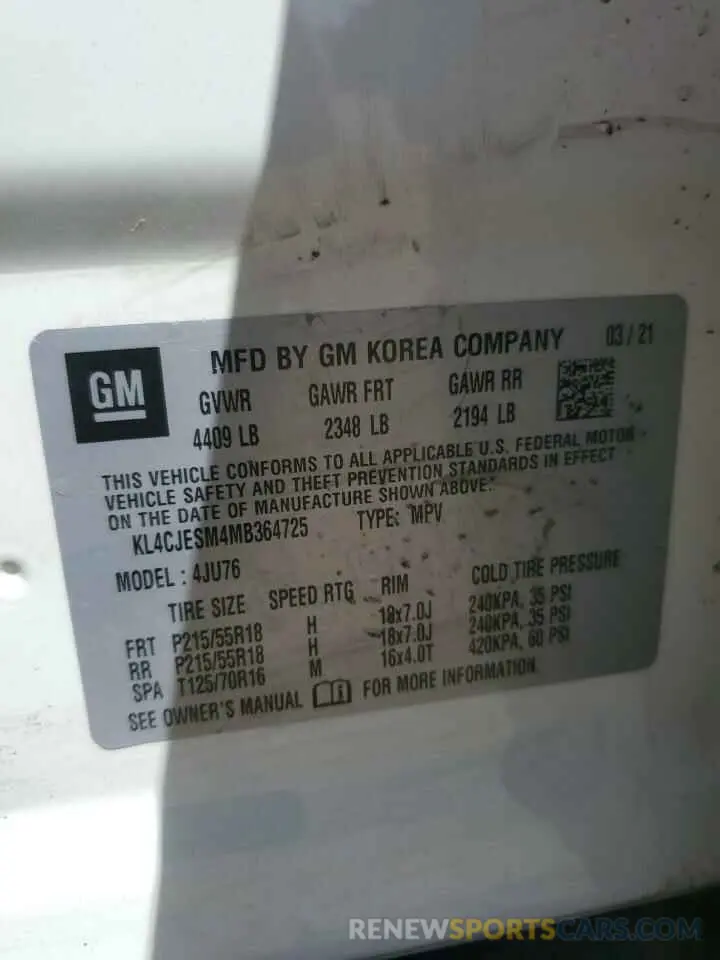 GM
MFD BY GM KOREA COMPANY 03/21
GVWR GAWR FRT GAWR RR
4409 LB 2348 LB 2194 LB
THIS VEHICLE CONFORMS TO ALL APPLICABLE U.S. FEDERAL MOTOR
VEHICLE SAFETY AND THEFT PREVENTION STANDARDS IN EFFECT
ON THE DATE OF MANUFACTURE SHOWN ABOVE.
KL4CJESM4MB364725 TYPE: MPV
MODEL : 4JU76
TIRE SIZE SPEED RTG RIM COLD TIRE PRESSURE
FRT P215/55R18 H 18x7.0J 240KPA, 35 PSI
RR P215/55R18 H 18x7.0J 240KPA, 35 PSI
SPA T125/70R16 M 16x4.0T 420KPA, 60 PSI
SEE OWNER'S MANUAL FOR MORE INFORMATION
RENEWSPORTSCARS.COM